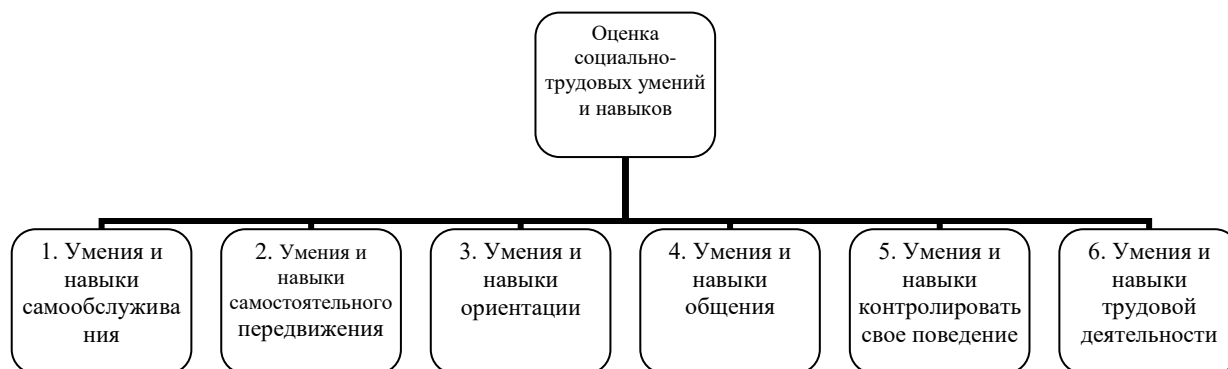 Оценка
социально-
трудовых умений
и навыков
1. Умения и
навыки
самообслужива
ния
2. Умения и
навыки
самостоятельного
передвижения
3. Умения и
навыки
ориентации
4. Умения и
навыки
общения
5. Умения и
навыки
контролировать
свое поведение
6. Умения и
навыки
трудовой
деятельности